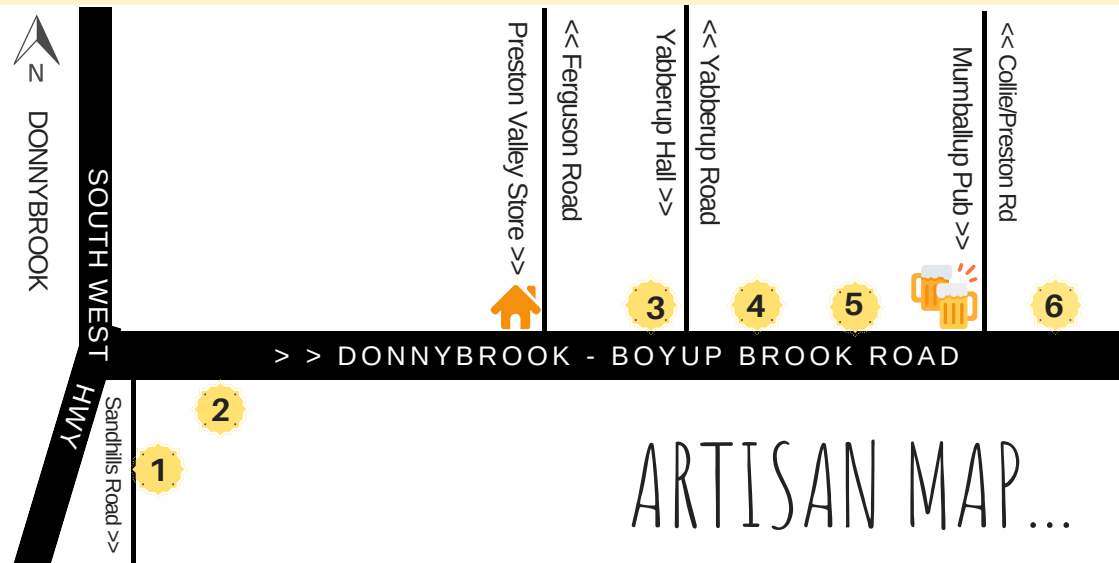 N
DONNYBROOK
SOUTH WEST HWY
Preston Valley Store >>
<< Ferguson Road
Yabberup Hall >>
<< Yabberup Road
Mumballup Pub >>
<< Collie/Preston Rd
3
4
5
6
> > DONNYBROOK - BOYUP BROOK ROAD
Sandhills Road >>
2
1
ARTISAN MAP...